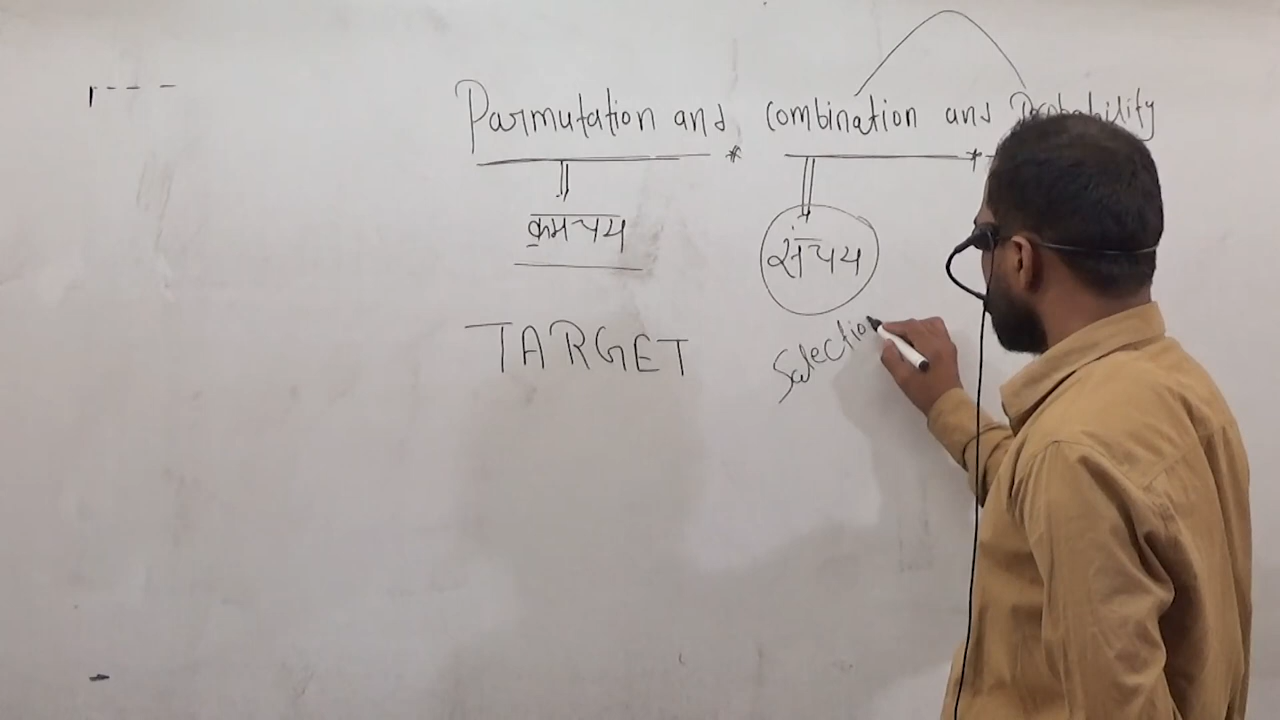 Parmutation and combination and Probability
क्रमचय संचय
TARGET Selection